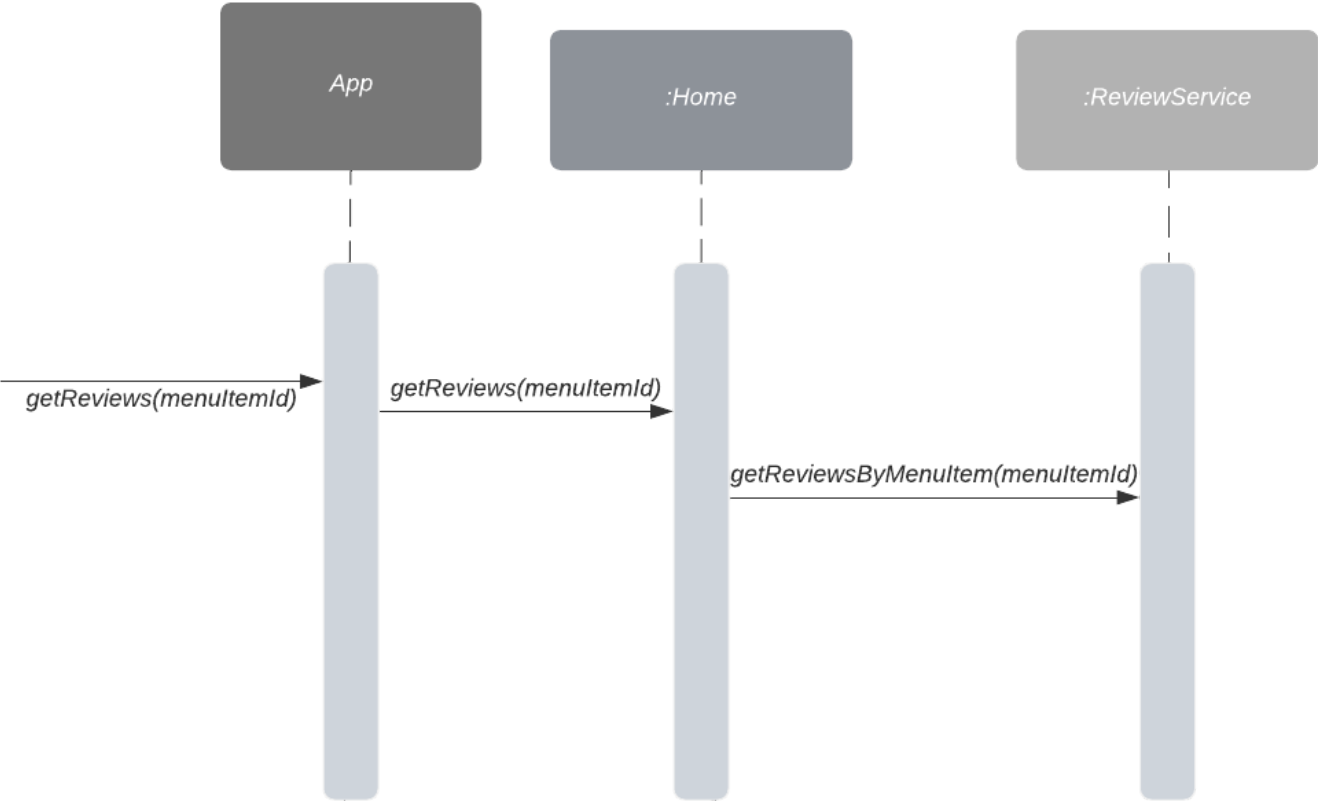 App
:Home
:ReviewService
getReviews(menuItemId)
getReviews(menuItemId)
getReviewsByMenuItem(menuItemId)